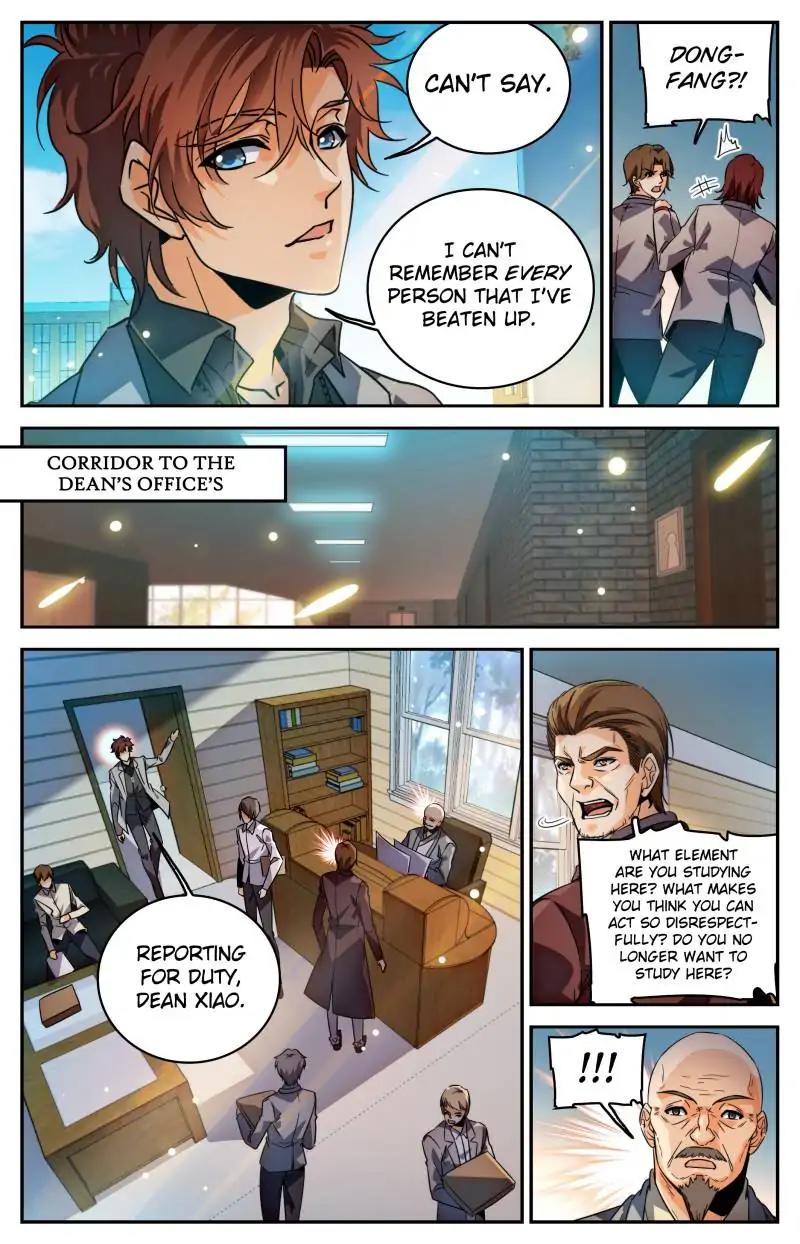 CAN'T SAY.
I CAN'T
REMEMBER EVERY
PERSON THAT I'VE
BEATEN UP.
DONG-
FANG?!
CORRIDOR TO THE
DEAN'S OFFICE'S
REPORTING
FOR DUTY,
DEAN XIAO.
WHAT ELEMENT
ARE YOU STUDYING
HERE? WHAT MAKES
YOU THINK YOU CAN
ACT SO DISRESPECT-
FULLY? DO YOU NO
LONGER WANT TO
STUDY HERE?
!!!